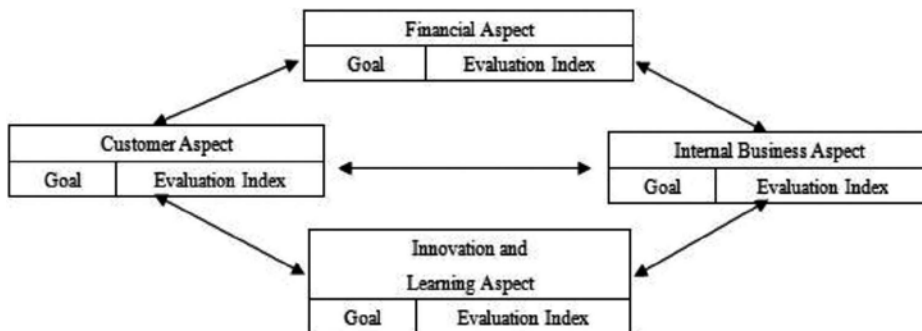 Financial Aspect
Goal Evaluation Index
Customer Aspect
Goal Evaluation Index
Internal Business Aspect
Goal Evaluation Index
Innovation and
Learning Aspect
Goal Evaluation Index